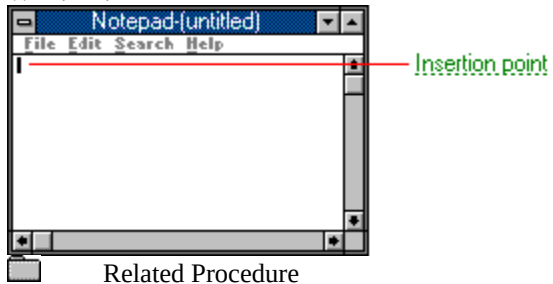 Notepad-(untitled)
File Edit Search Help
Insertion point
Related Procedure